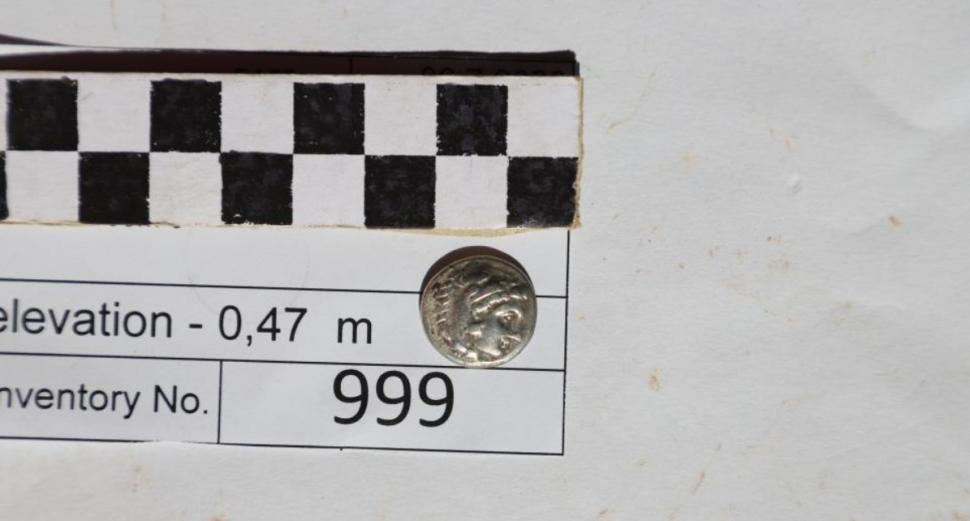 elevation - 0,47 m
nventory No. 999